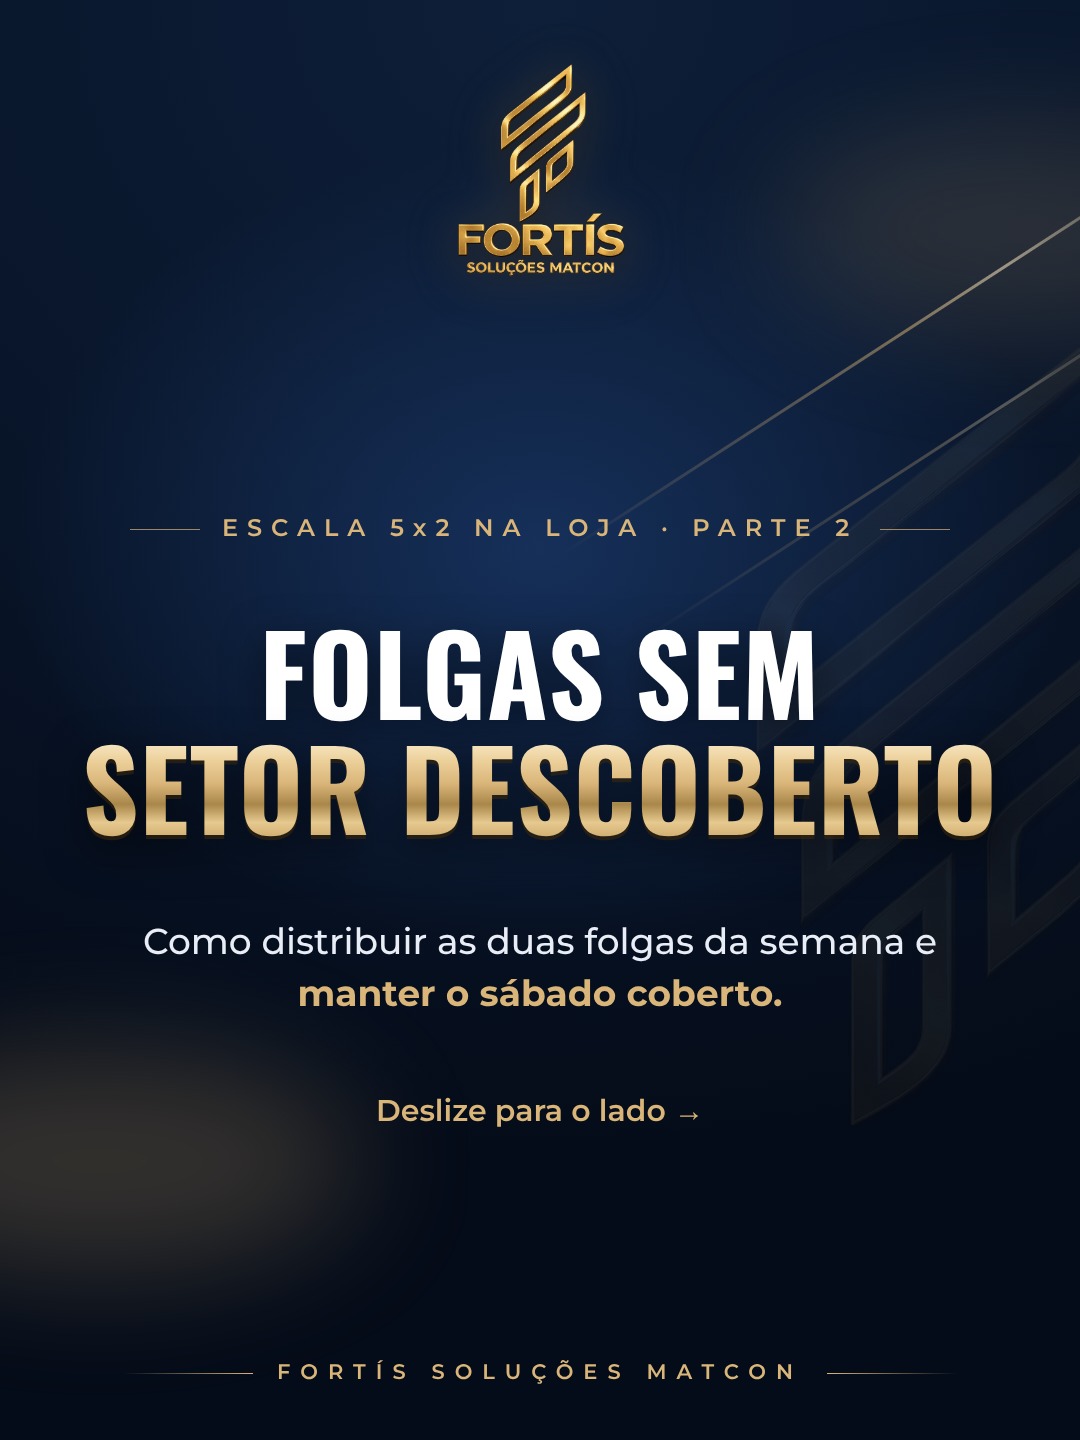 FORTÍS
SOLUÇÕES MATCON
ESCALA 5x2 NA LOJA · PARTE 2
FOLGAS SEM
SETOR DESCOBERTO
Como distribuir as duas folgas da semana e
manter o sábado coberto.
Deslize para o lado →
FORTÍS SOLUÇÕES MATCON